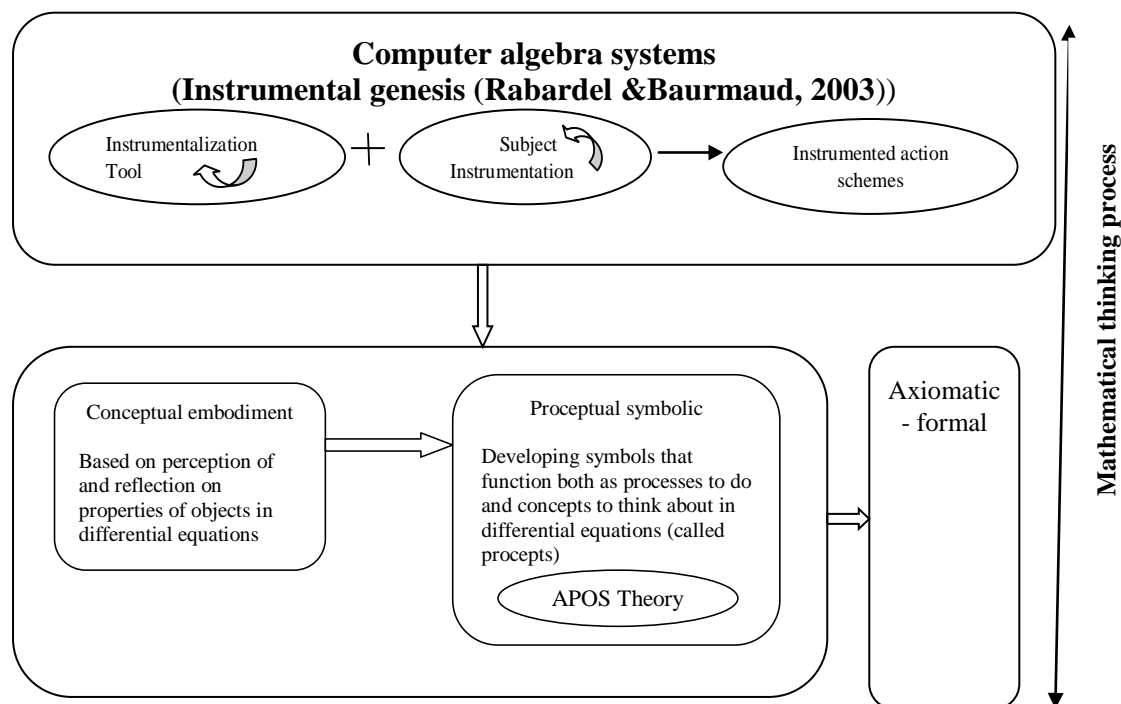 Computer algebra systems
(Instrumental genesis (Rabardel &Baurmaud, 2003))
Instrumentalization
Tool
Subject
Instrumentation
Instrumented action
schemes
Conceptual embodiment
Based on perception of
and reflection on
properties of objects in
differential equations
Proceptual symbolic
Developing symbols that
function both as processes to do
and concepts to think about in
differential equations (called
procepts)
APOS Theory
Axiomatic
- formal
Mathematical thinking process